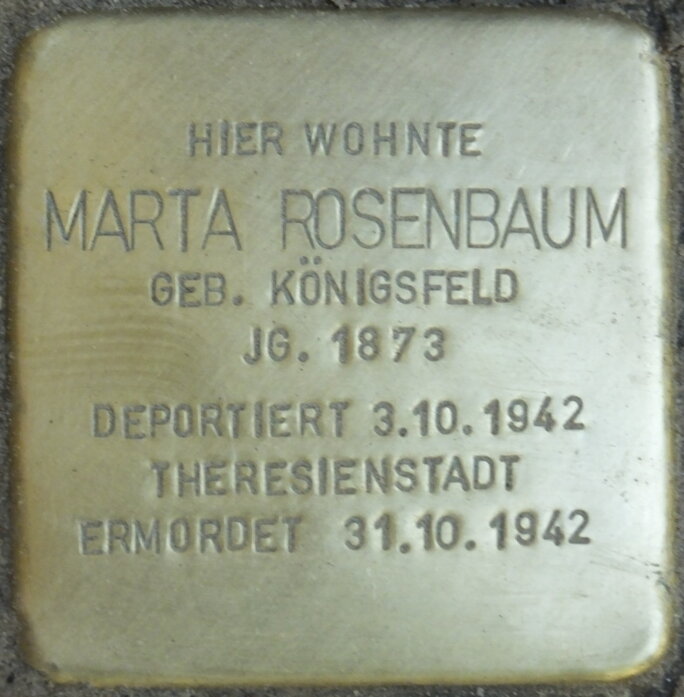 HIER WOHNTE
MARTA ROSENBAUM
GEB. KÖNIGSFELD
JG. 1873
DEPORTIERT 3.10.1942
THERESIENSTADT
ERMORDET 31.10.1942